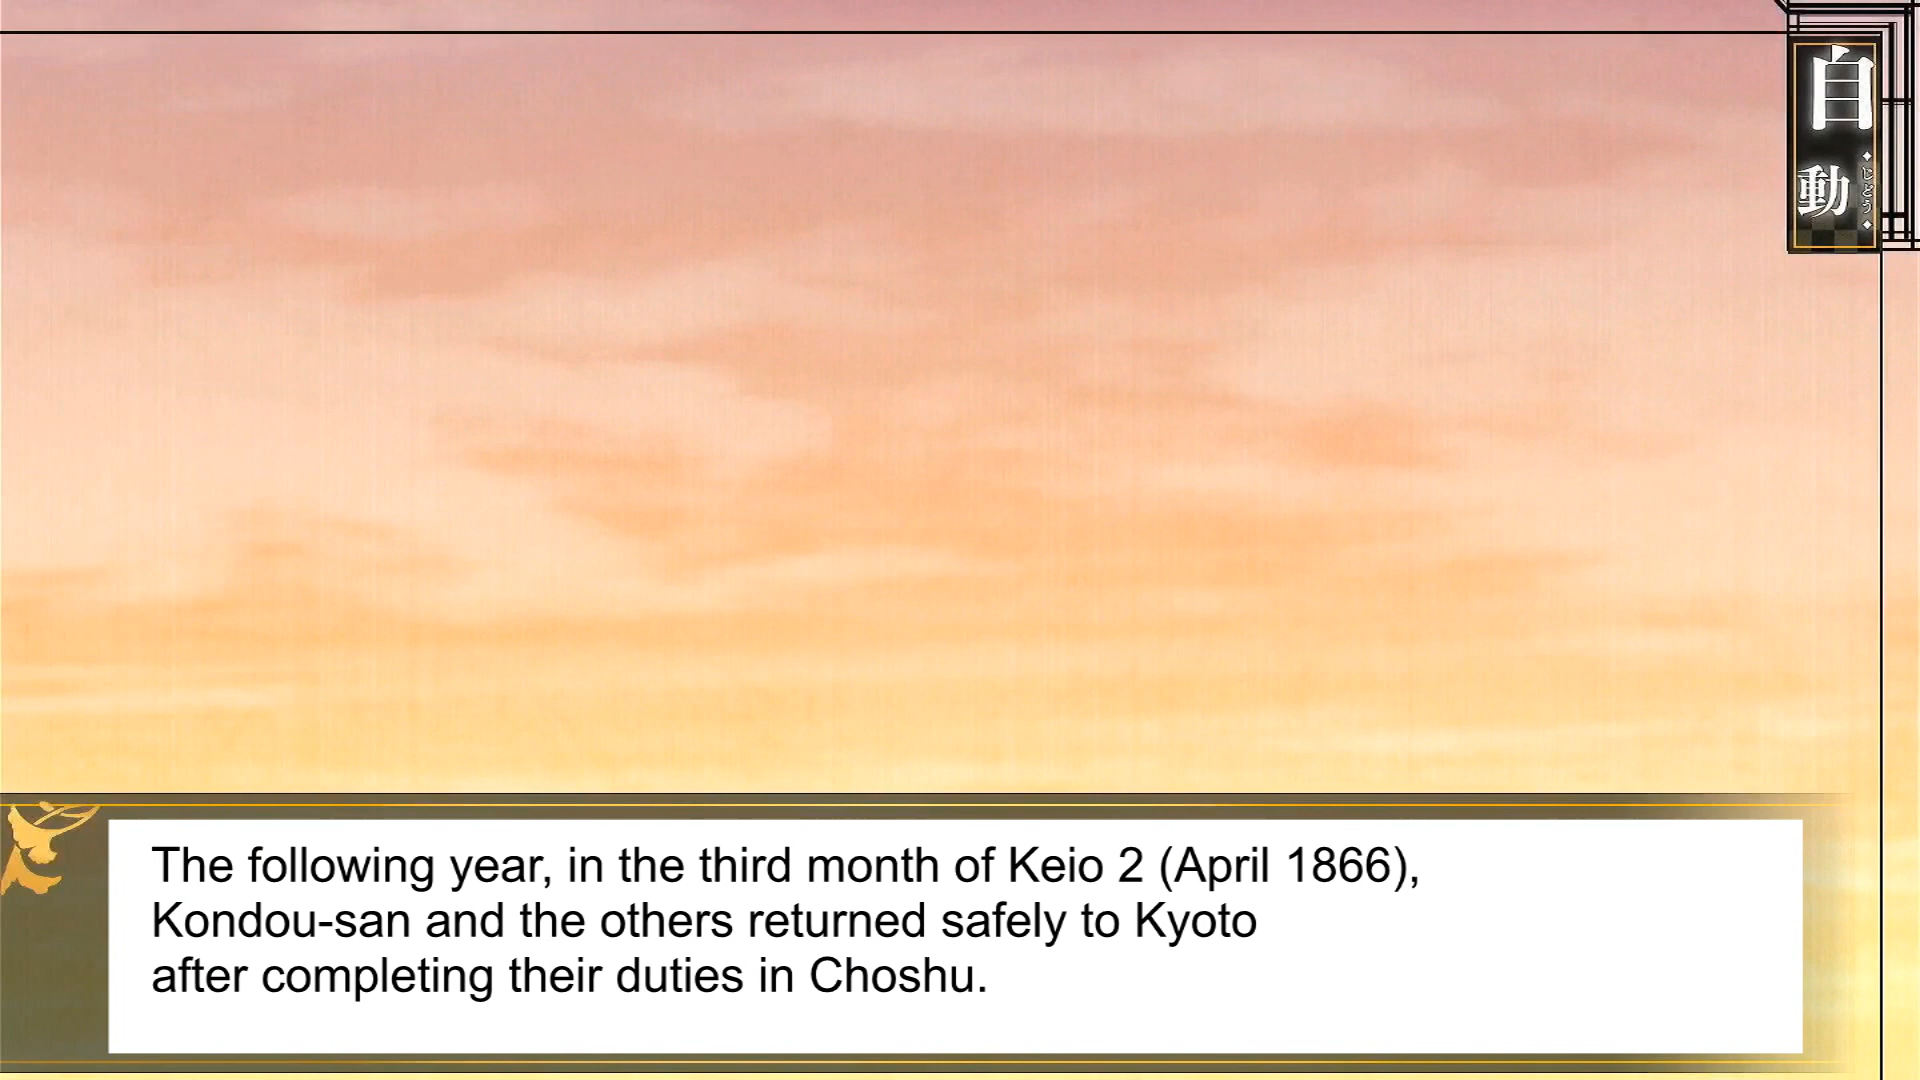 自動
じどう
The following year, in the third month of Keio 2 (April 1866),
Kondou-san and the others returned safely to Kyoto
after completing their duties in Choshu.